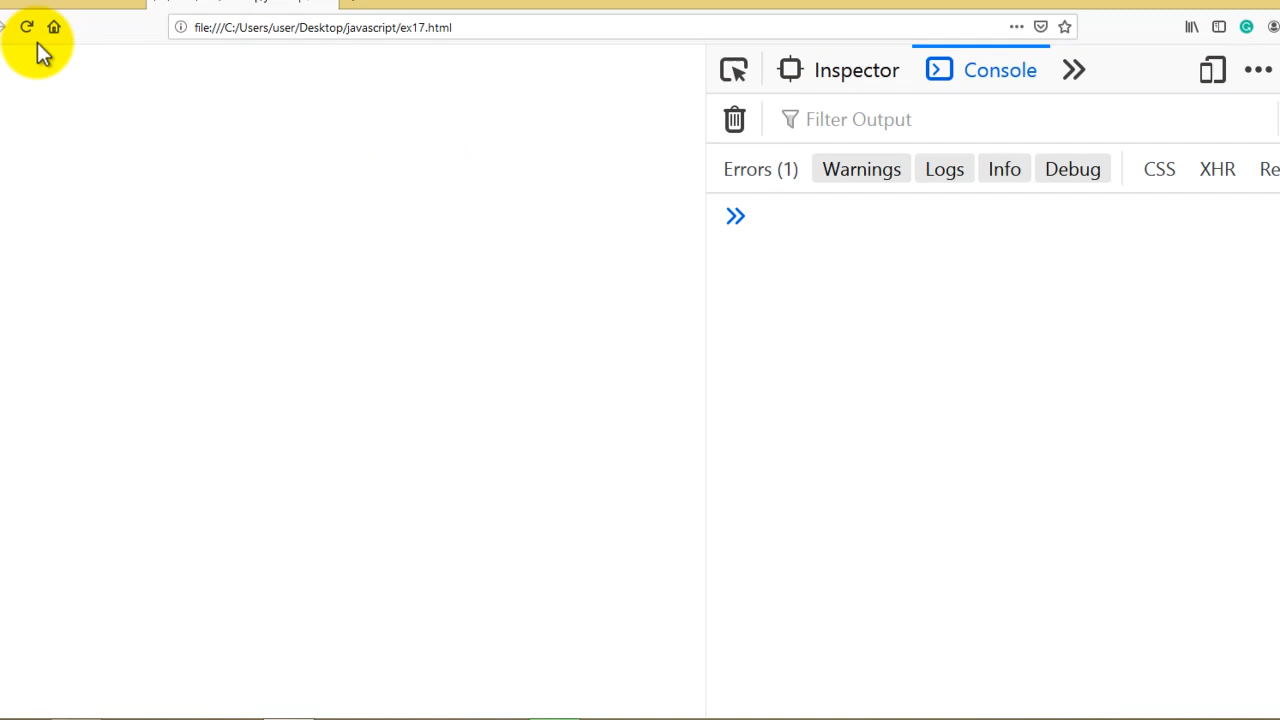 file:///C:/Users/user/Desktop/javascript/ex17.html
Inspector Console
Filter Output
Errors (1) Warnings Logs Info Debug CSS XHR Re